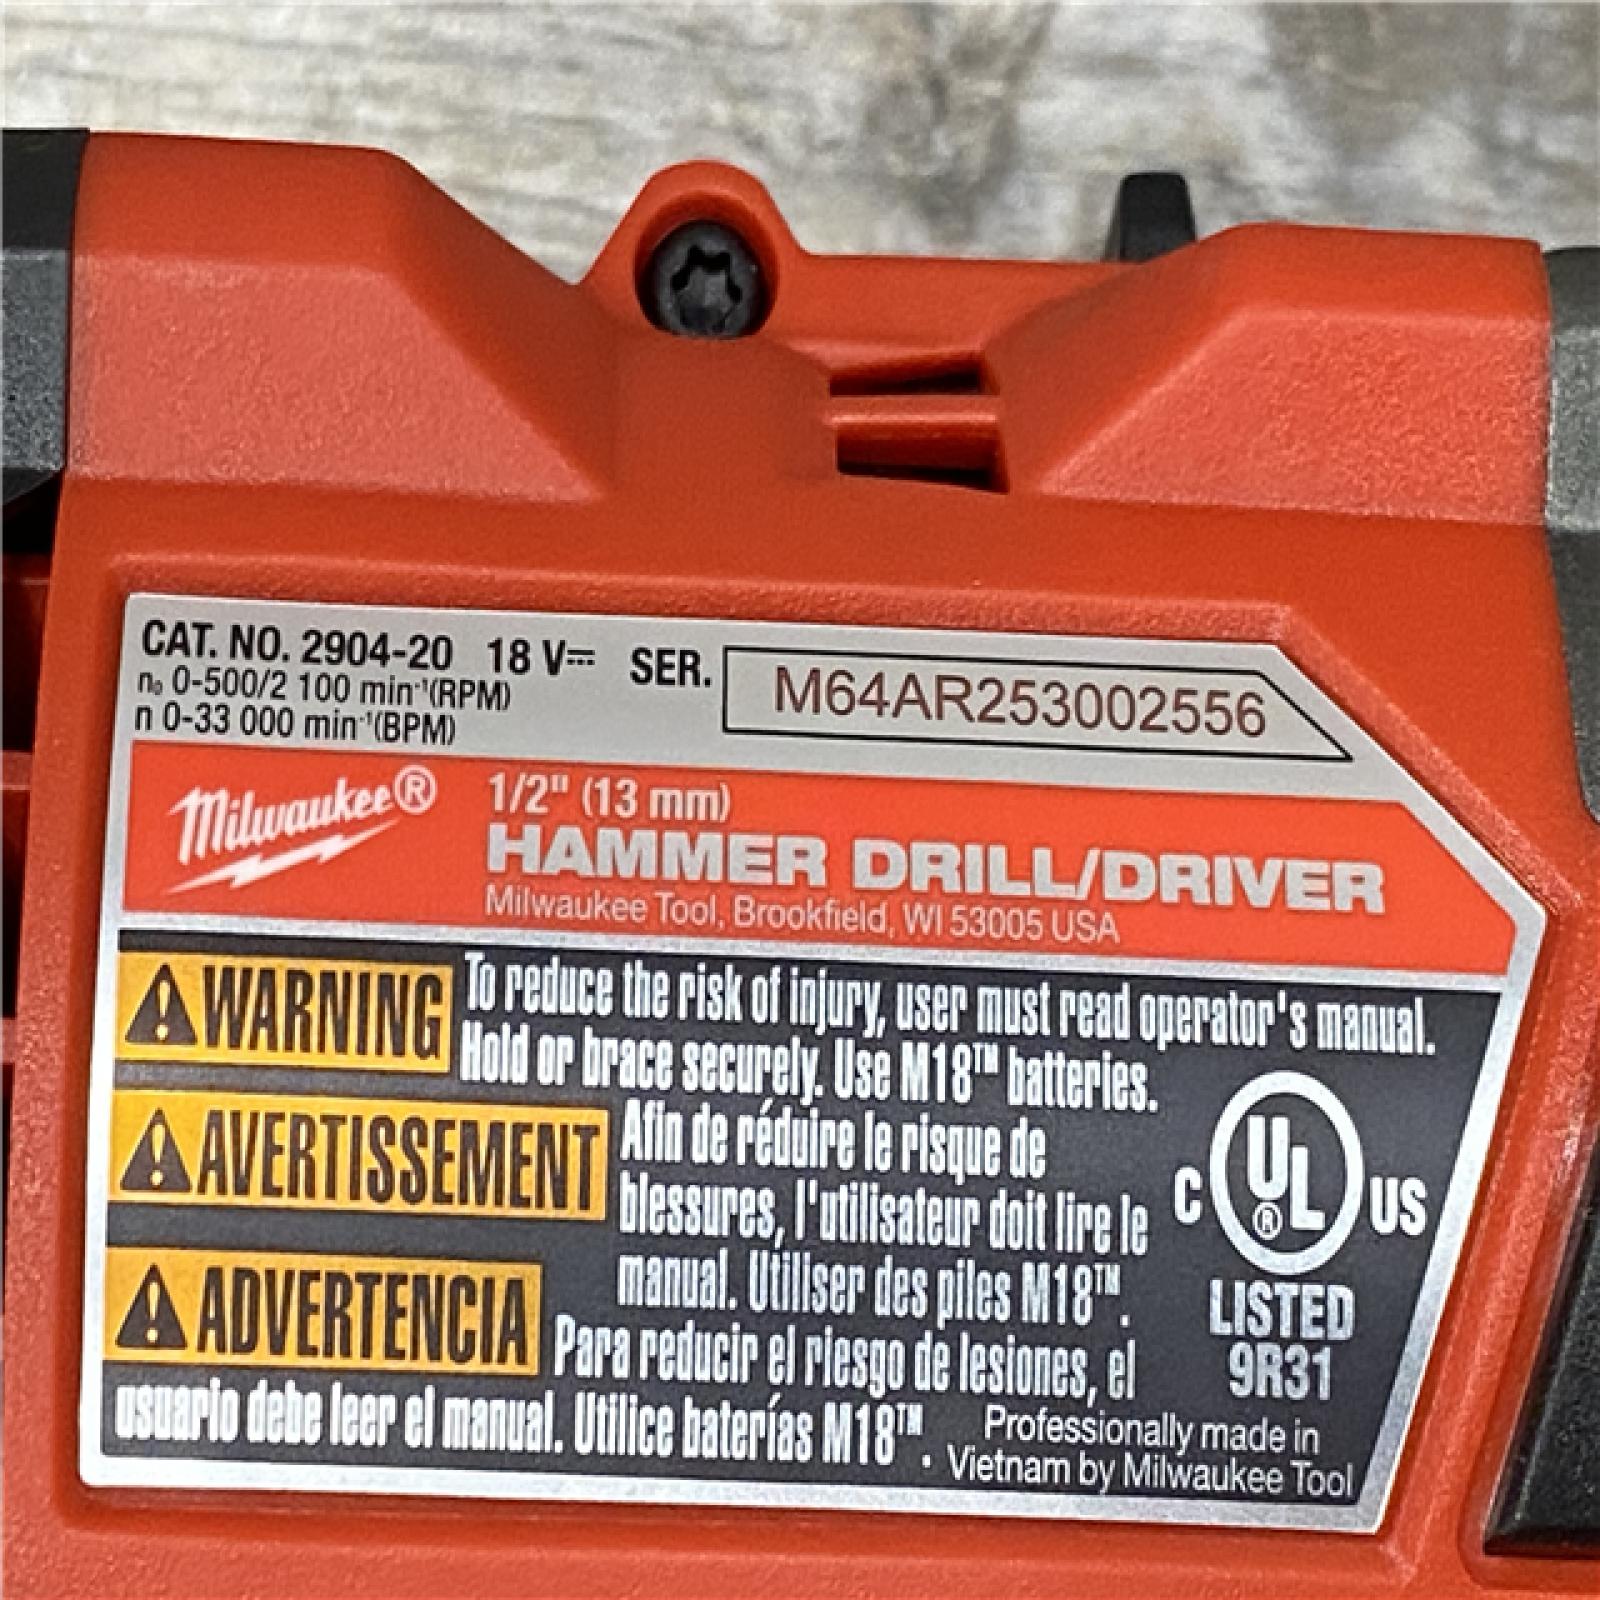 CAT. NO. 2904-20 18 V⎓ SER. M64AR253002556
n₀ 0-500/2 100 min⁻¹(RPM)
n 0-33 000 min⁻¹(BPM)
Milwaukee® 1/2" (13 mm)
HAMMER DRILL/DRIVER
Milwaukee Tool, Brookfield, WI 53005 USA
⚠WARNING To reduce the risk of injury, user must read operator's manual.
Hold or brace securely. Use M18™ batteries.
⚠AVERTISSEMENT Afin de réduire le risque de
blessures, l'utilisateur doit lire le
manual. Utiliser des piles M18™.
⚠ADVERTENCIA Para reducir el riesgo de lesiones, el
usuario debe leer el manual. Utilice baterías M18™.
C UL® US
LISTED
9R31
Professionally made in
Vietnam by Milwaukee Tool